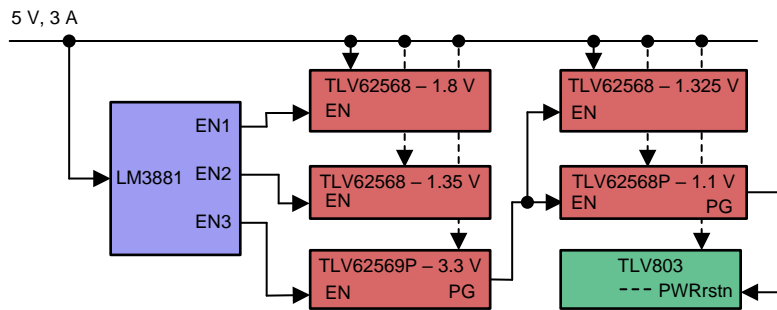 5 V, 3 A
LM3881
EN1
EN2
EN3
TLV62568 – 1.8 V
EN
TLV62568 – 1.35 V
EN
TLV62569P – 3.3 V
EN
PG
TLV62568 – 1.325 V
EN
TLV62568P – 1.1 V
EN
PG
TLV803
PWRrstn